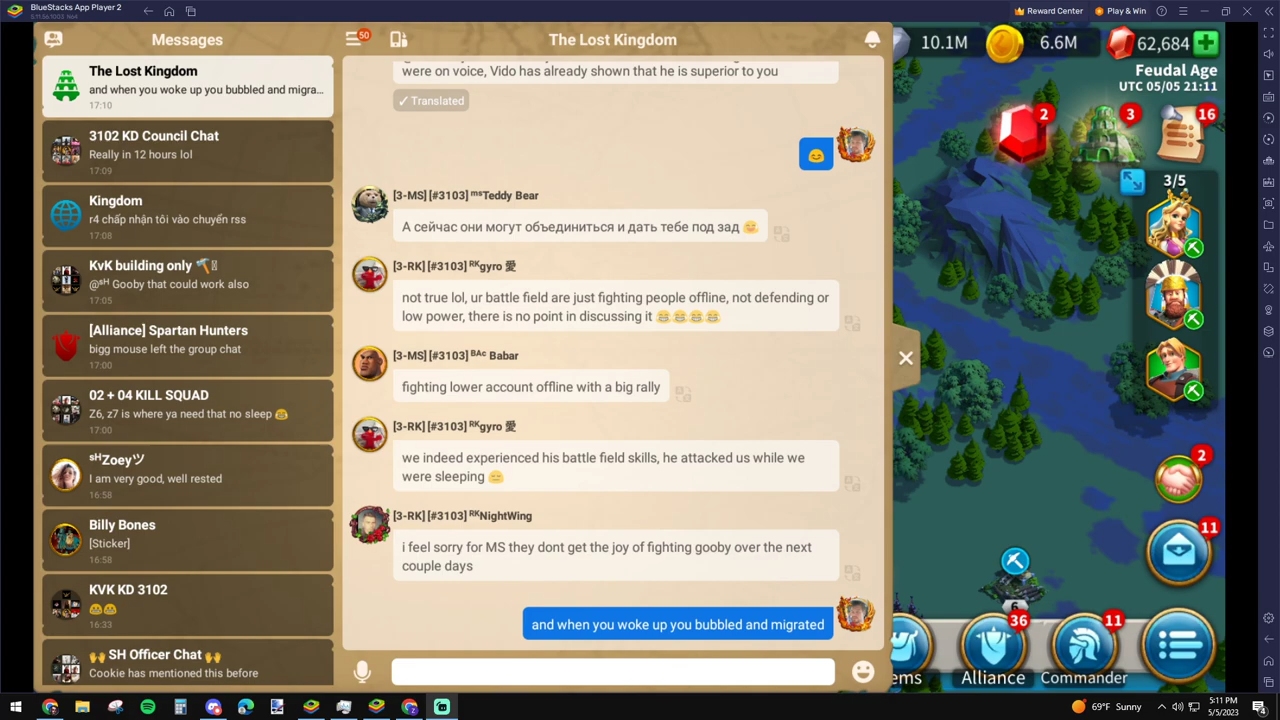 BlueStacks App Player 2
5.11.56.1003 N64
Reward Center
Play & Win
Messages
The Lost Kingdom
and when you woke up you bubbled and migra...
17:10
3102 KD Council Chat
Really in 12 hours lol
17:09
Kingdom
r4 chấp nhận tôi vào chuyển rss
17:08
KvK building only
@ˢᴴ Gooby that could work also
17:05
[Alliance] Spartan Hunters
bigg mouse left the group chat
17:00
02 + 04 KILL SQUAD
Z6, z7 is where ya need that no sleep 😂
17:00
ˢᴴZoeyツ
I am very good, well rested
16:58
Billy Bones
[Sticker]
16:58
KVK KD 3102
😂😂
16:33
🙌 SH Officer Chat 🙌
Cookie has mentioned this before
50
The Lost Kingdom
were on voice, Vido has already shown that he is superior to you
✓ Translated
😊
[3-MS] [#3103] ᵐˢTeddy Bear
А сейчас они могут объединиться и дать тебе под зад 😊
[3-RK] [#3103] ᴿᴷgyro 愛
not true lol, ur battle field are just fighting people offline, not defending or
low power, there is no point in discussing it 😂😂😂😂
[3-MS] [#3103] ᴮᴬᶜ Babar
fighting lower account offline with a big rally
[3-RK] [#3103] ᴿᴷgyro 愛
we indeed experienced his battle field skills, he attacked us while we
were sleeping 😑
[3-RK] [#3103] ᴿᴷNightWing
i feel sorry for MS they dont get the joy of fighting gooby over the next
couple days
and when you woke up you bubbled and migrated
10.1M
6.6M
62,684
Feudal Age
UTC 05/05 21:11
2
3
16
3/5
2
11
6
36
11
ems
Alliance
Commander
69°F Sunny
5:11 PM
5/5/2023
4